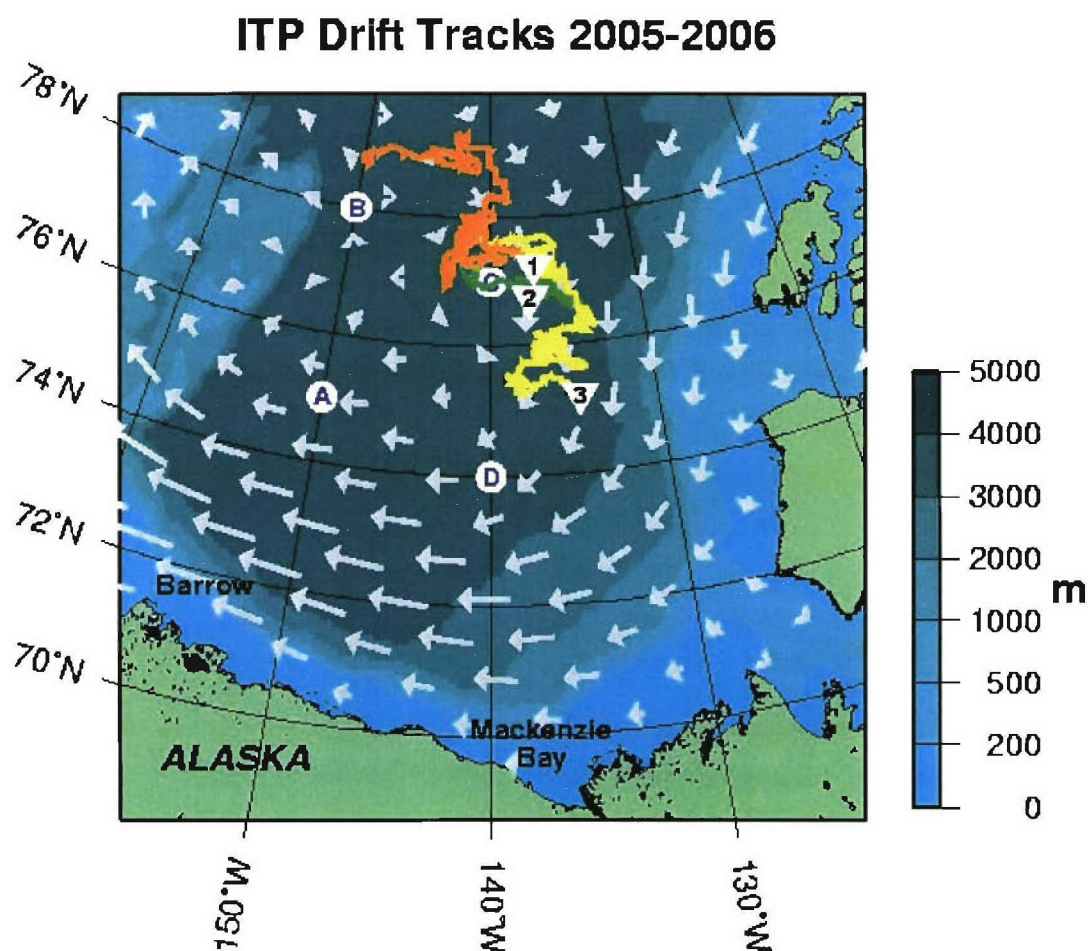 ITP Drift Tracks 2005-2006
78°N
76°N
74°N
72°N
70°N
B
1
C
2
A
3
D
Barrow
ALASKA
Mackenzie
Bay
150°W
140°W
130°W
5000
4000
3000
2000
1000
500
200
0
m